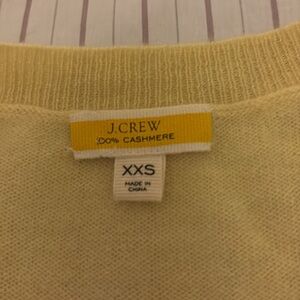 J.CREW
100% CASHMERE
XXS
MADE IN
CHINA